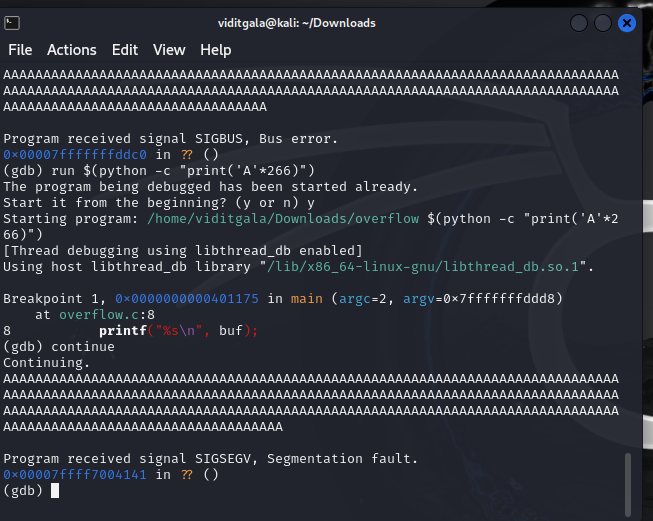 AAAAAAAAAAAAAAAAAAAAAAAAAAAAAAAAAAAAAAAAAAAAAAAAAAAAAAAAAAAAAAAAAAAAAAAAAAAAA
AAAAAAAAAAAAAAAAAAAAAAAAAAAAAAAAAAAAAAAAAAAAAAAAAAAAAAAAAAAAAAAAAAAAAAAAAAAAA
AAAAAAAAAAAAAAAAAAAAAAAAAAAAAAAAA
Program received signal SIGBUS, Bus error.
0x00007fffffffddc0 in ?? ()
(gdb) run $(python -c "print('A'*266)")
The program being debugged has been started already.
Start it from the beginning? (y or n) y
Starting program: /home/viditgala/Downloads/overflow $(python -c "print('A'*2
66)")
[Thread debugging using libthread_db enabled]
Using host libthread_db library "/lib/x86_64-linux-gnu/libthread_db.so.1".
Breakpoint 1, 0x0000000000401175 in main (argc=2, argv=0x7fffffffddd8)
at overflow.c:8
8 printf("%s\n", buf);
(gdb) continue
Continuing.
AAAAAAAAAAAAAAAAAAAAAAAAAAAAAAAAAAAAAAAAAAAAAAAAAAAAAAAAAAAAAAAAAAAAAAAAAAAAA
AAAAAAAAAAAAAAAAAAAAAAAAAAAAAAAAAAAAAAAAAAAAAAAAAAAAAAAAAAAAAAAAAAAAAAAAAAAAA
AAAAAAAAAAAAAAAAAAAAAAAAAAAAAAAAAAAAAAAAAAAAAAAAAAAAAAAAAAAAAAAAAAAAAAAAAAAAA
AAAAAAAAAAAAAAAAAAAAAAAAAAAAAAAAAAA
Program received signal SIGSEGV, Segmentation fault.
0x00007ffff7004141 in ?? ()
(gdb)
viditgala@kali: ~/Downloads
File Actions Edit View Help